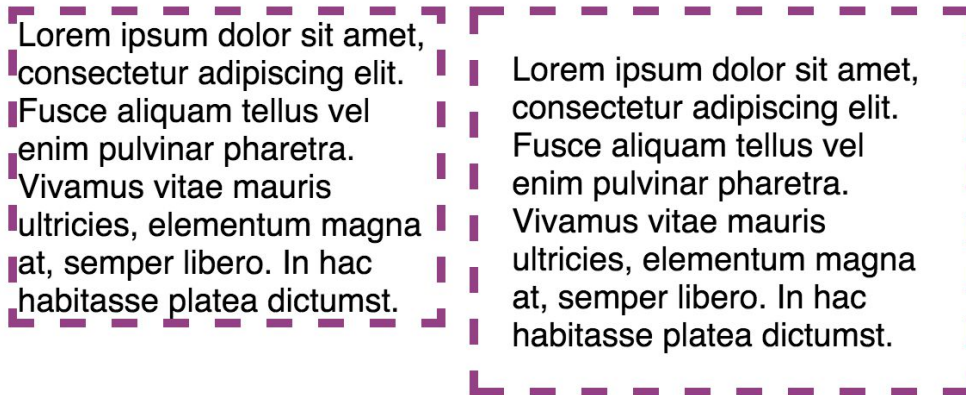 Lorem ipsum dolor sit amet,
consectetur adipiscing elit.
Fusce aliquam tellus vel
enim pulvinar pharetra.
Vivamus vitae mauris
ultricies, elementum magna
at, semper libero. In hac
habitasse platea dictumst.
Lorem ipsum dolor sit amet,
consectetur adipiscing elit.
Fusce aliquam tellus vel
enim pulvinar pharetra.
Vivamus vitae mauris
ultricies, elementum magna
at, semper libero. In hac
habitasse platea dictumst.